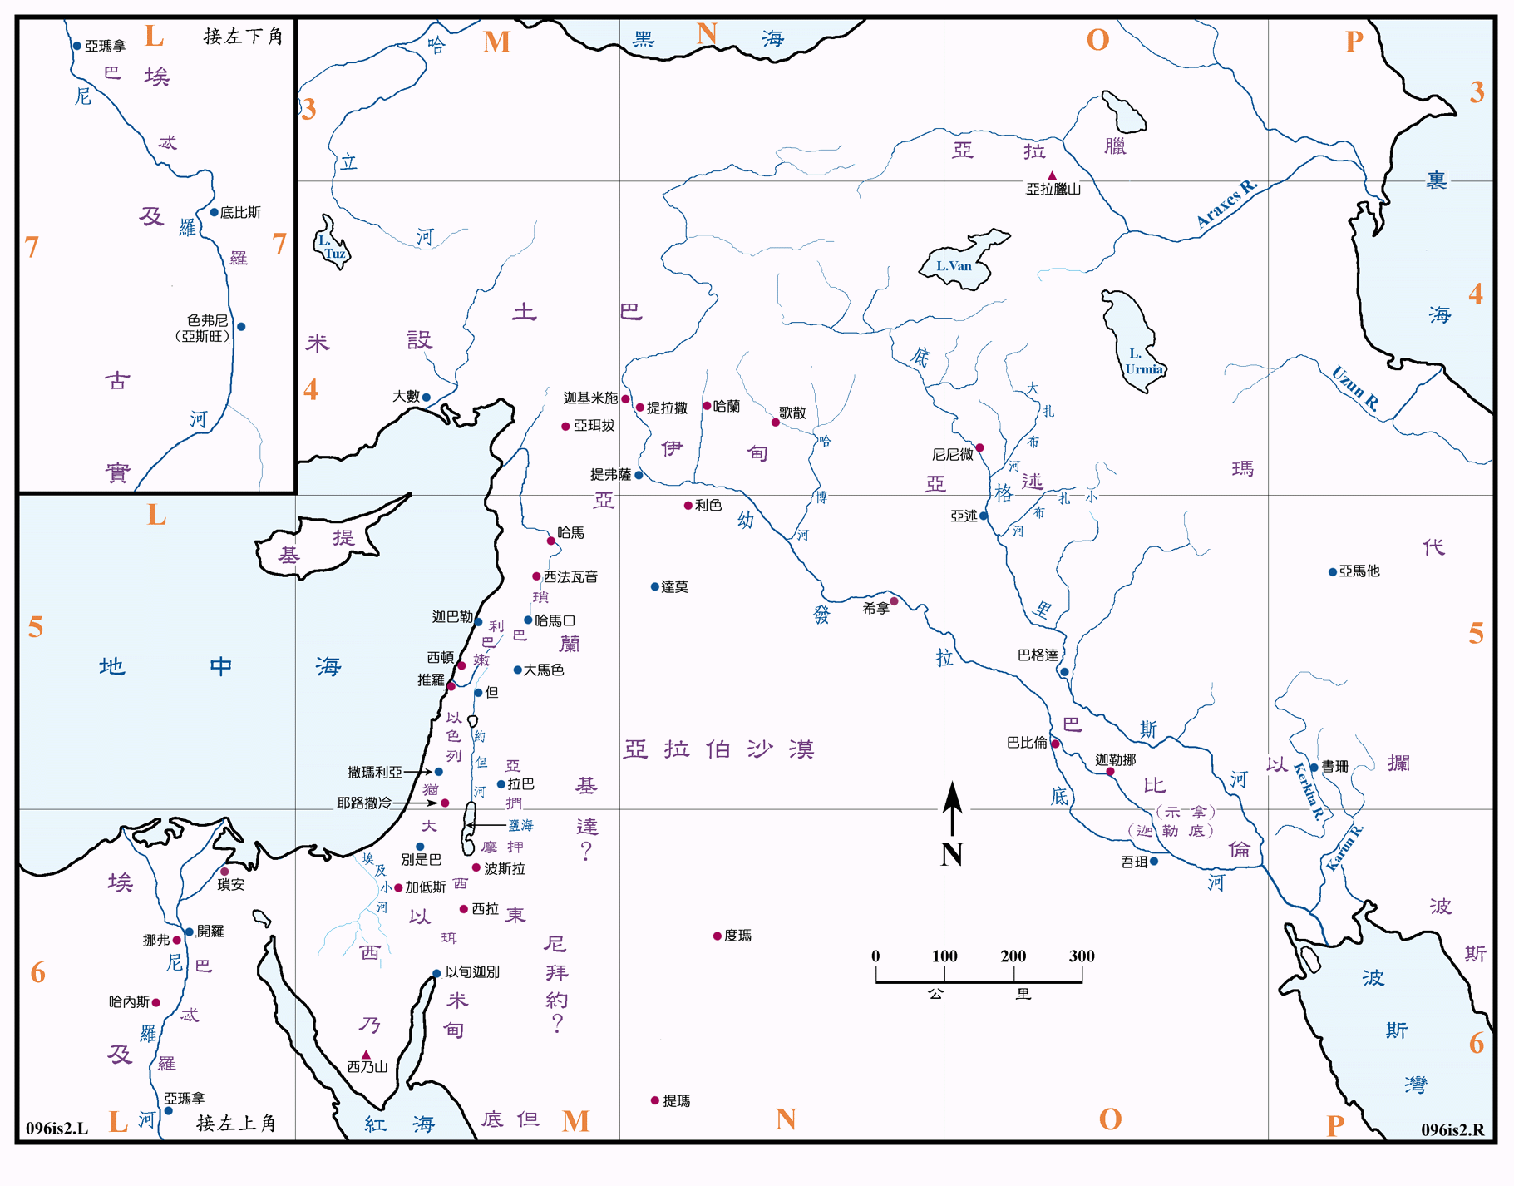 L
接左下角
亞瑪拿
巴
埃
尼
忒
底比斯
及
羅
羅
7
7
色弗尼
（亞斯旺）
古
河
實
哈
M
黑
N
海
O
P
3
3
立
亞
拉
臘
亞拉臘山
裏
Araxes R.
河
L.
Tuz
L.Van
4
海
土
巴
米
設
底
L.
Urmia
Uzun R.
4
大數
迦基米施
提拉撒
哈蘭
歌散
亞珥拔
大
扎
布
河
伊
甸
哈
博
河
尼尼微
提弗薩
亞
利色
幼
亞
述
格
扎
小
布
河
亞述
瑪
代
亞馬他
L
基
提
哈馬
西法瓦音
達莫
瑣
巴
哈馬口
迦巴勒
利
巴
嫩
蘭
大馬色
西頓
推羅
但
發
希拿
拉
里
巴格達
5
5
地
中
海
以
色
列
約
但
河
亞
捫
拉巴
撒瑪利亞
耶路撒冷
猶
大
鹽海
亞拉伯沙漠
基
達
?
巴
斯
巴比倫
迦勒挪
比
河
底
（示拿）
（迦勒底）
倫
吾珥
河
以
攔
書珊
Kerkha R.
Karun R.
N
別是巴
摩
押
波斯拉
埃
及
小
河
加低斯
西
西拉
以
東
珥
西
尼
拜
約
?
度瑪
0
100
200
300
公
里
波
斯
波
斯
灣
埃
瑣安
開羅
挪弗
尼
巴
6
哈內斯
忒
羅
及
羅
亞瑪拿
河
L
接左上角
以旬迦別
米
甸
乃
西乃山
紅
海
底
但
M
提瑪
N
O
P
6
096is2.L
096is2.R